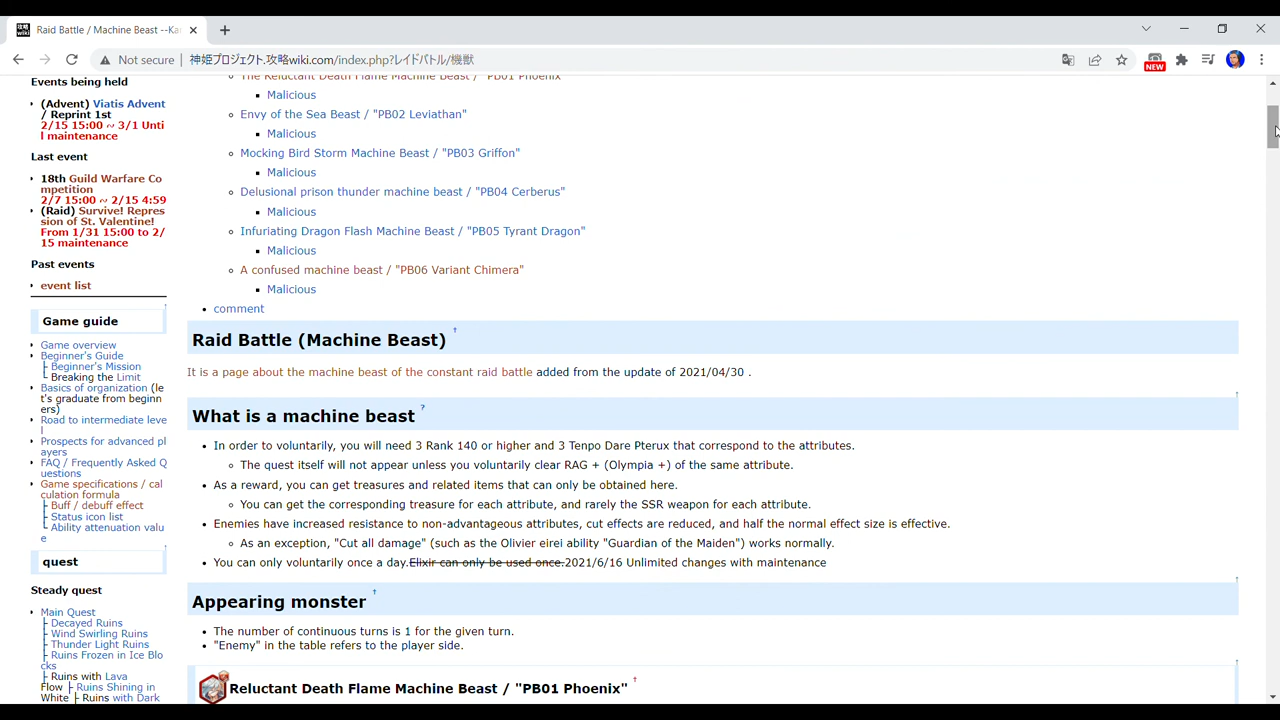 Raid Battle / Machine Beast --Ka
Not secure
神姫プロジェクト.攻略wiki.com/index.php?レイドバトル/機獣
NEW
Events being held
(Advent) Viatis Advent
/ Reprint 1st
2/15 15:00 ~ 3/1 Unti
l maintenance
Last event
18th Guild Warfare Co
mpetition
2/7 15:00 ~ 2/15 4:59
(Raid) Survive! Repres
sion of St. Valentine!
From 1/31 15:00 to 2/
15 maintenance
Past events
event list
Game guide
Game overview
Beginner's Guide
├ Beginner's Mission
└ Breaking the Limit
Basics of organization (le
t's graduate from beginn
ers)
Road to intermediate leve
l
Prospects for advanced pl
ayers
FAQ / Frequently Asked Q
uestions
Game specifications / cal
culation formula
├ Buff / debuff effect
├ Status icon list
└ Ability attenuation valu
e
quest
Steady quest
Main Quest
├ Decayed Ruins
├ Wind Swirling Ruins
├ Thunder Light Ruins
├ Ruins Frozen in Ice Blo
cks
├ Ruins with Lava
Flow ├ Ruins Shining in
White ├ Ruins with Dark
The Reluctant Death Flame Machine Beast / "PB01 Phoenix"
Malicious
Envy of the Sea Beast / "PB02 Leviathan"
Malicious
Mocking Bird Storm Machine Beast / "PB03 Griffon"
Malicious
Delusional prison thunder machine beast / "PB04 Cerberus"
Malicious
Infuriating Dragon Flash Machine Beast / "PB05 Tyrant Dragon"
Malicious
A confused machine beast / "PB06 Variant Chimera"
Malicious
comment
Raid Battle (Machine Beast) †
It is a page about the machine beast of the constant raid battle added from the update of 2021/04/30 .
What is a machine beast ?
In order to voluntarily, you will need 3 Rank 140 or higher and 3 Tenpo Dare Pterux that correspond to the attributes.
The quest itself will not appear unless you voluntarily clear RAG + (Olympia +) of the same attribute.
As a reward, you can get treasures and related items that can only be obtained here.
You can get the corresponding treasure for each attribute, and rarely the SSR weapon for each attribute.
Enemies have increased resistance to non-advantageous attributes, cut effects are reduced, and half the normal effect size is effective.
As an exception, "Cut all damage" (such as the Olivier eirei ability "Guardian of the Maiden") works normally.
You can only voluntarily once a day.Elixir can only be used once.2021/6/16 Unlimited changes with maintenance
Appearing monster †
The number of continuous turns is 1 for the given turn.
"Enemy" in the table refers to the player side.
Reluctant Death Flame Machine Beast / "PB01 Phoenix" †